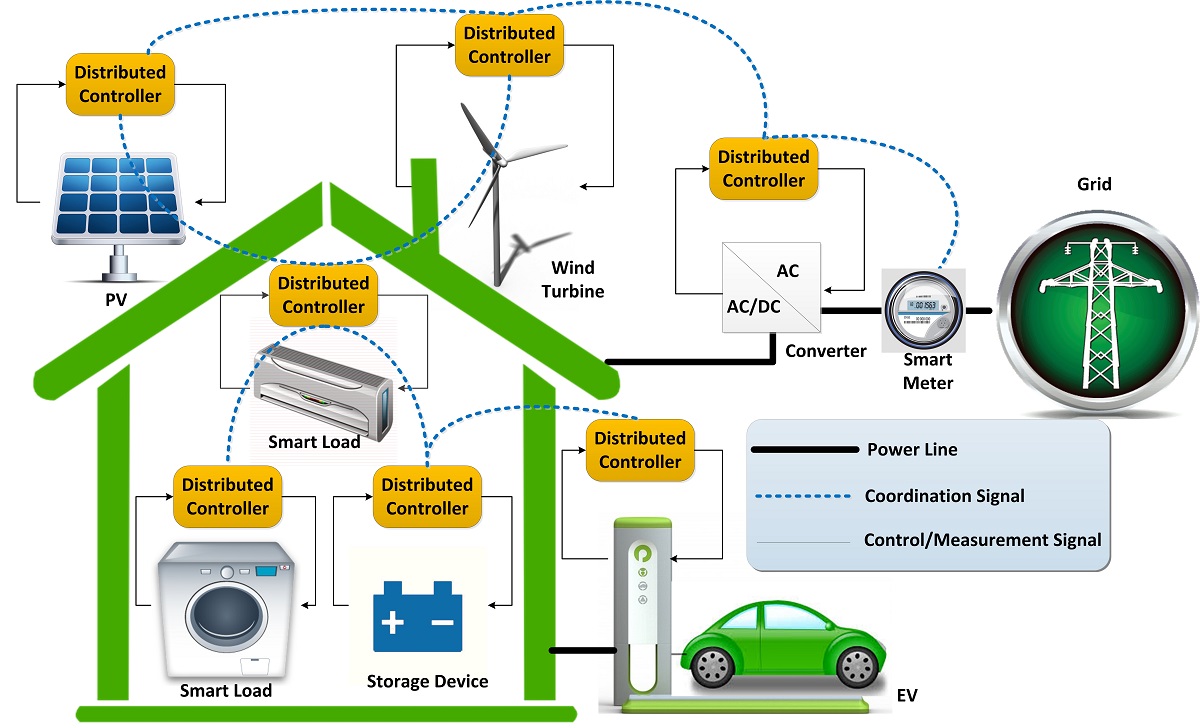 Distributed
Controller
Distributed
Controller
Distributed
Controller
Grid
PV
Wind
Turbine
AC
AC/DC
Converter
Smart
Meter
Distributed
Controller
Smart Load
Distributed
Controller
Distributed
Controller
Distributed
Controller
Smart Load
Storage Device
+ −
EV
Power Line
Coordination Signal
Control/Measurement Signal